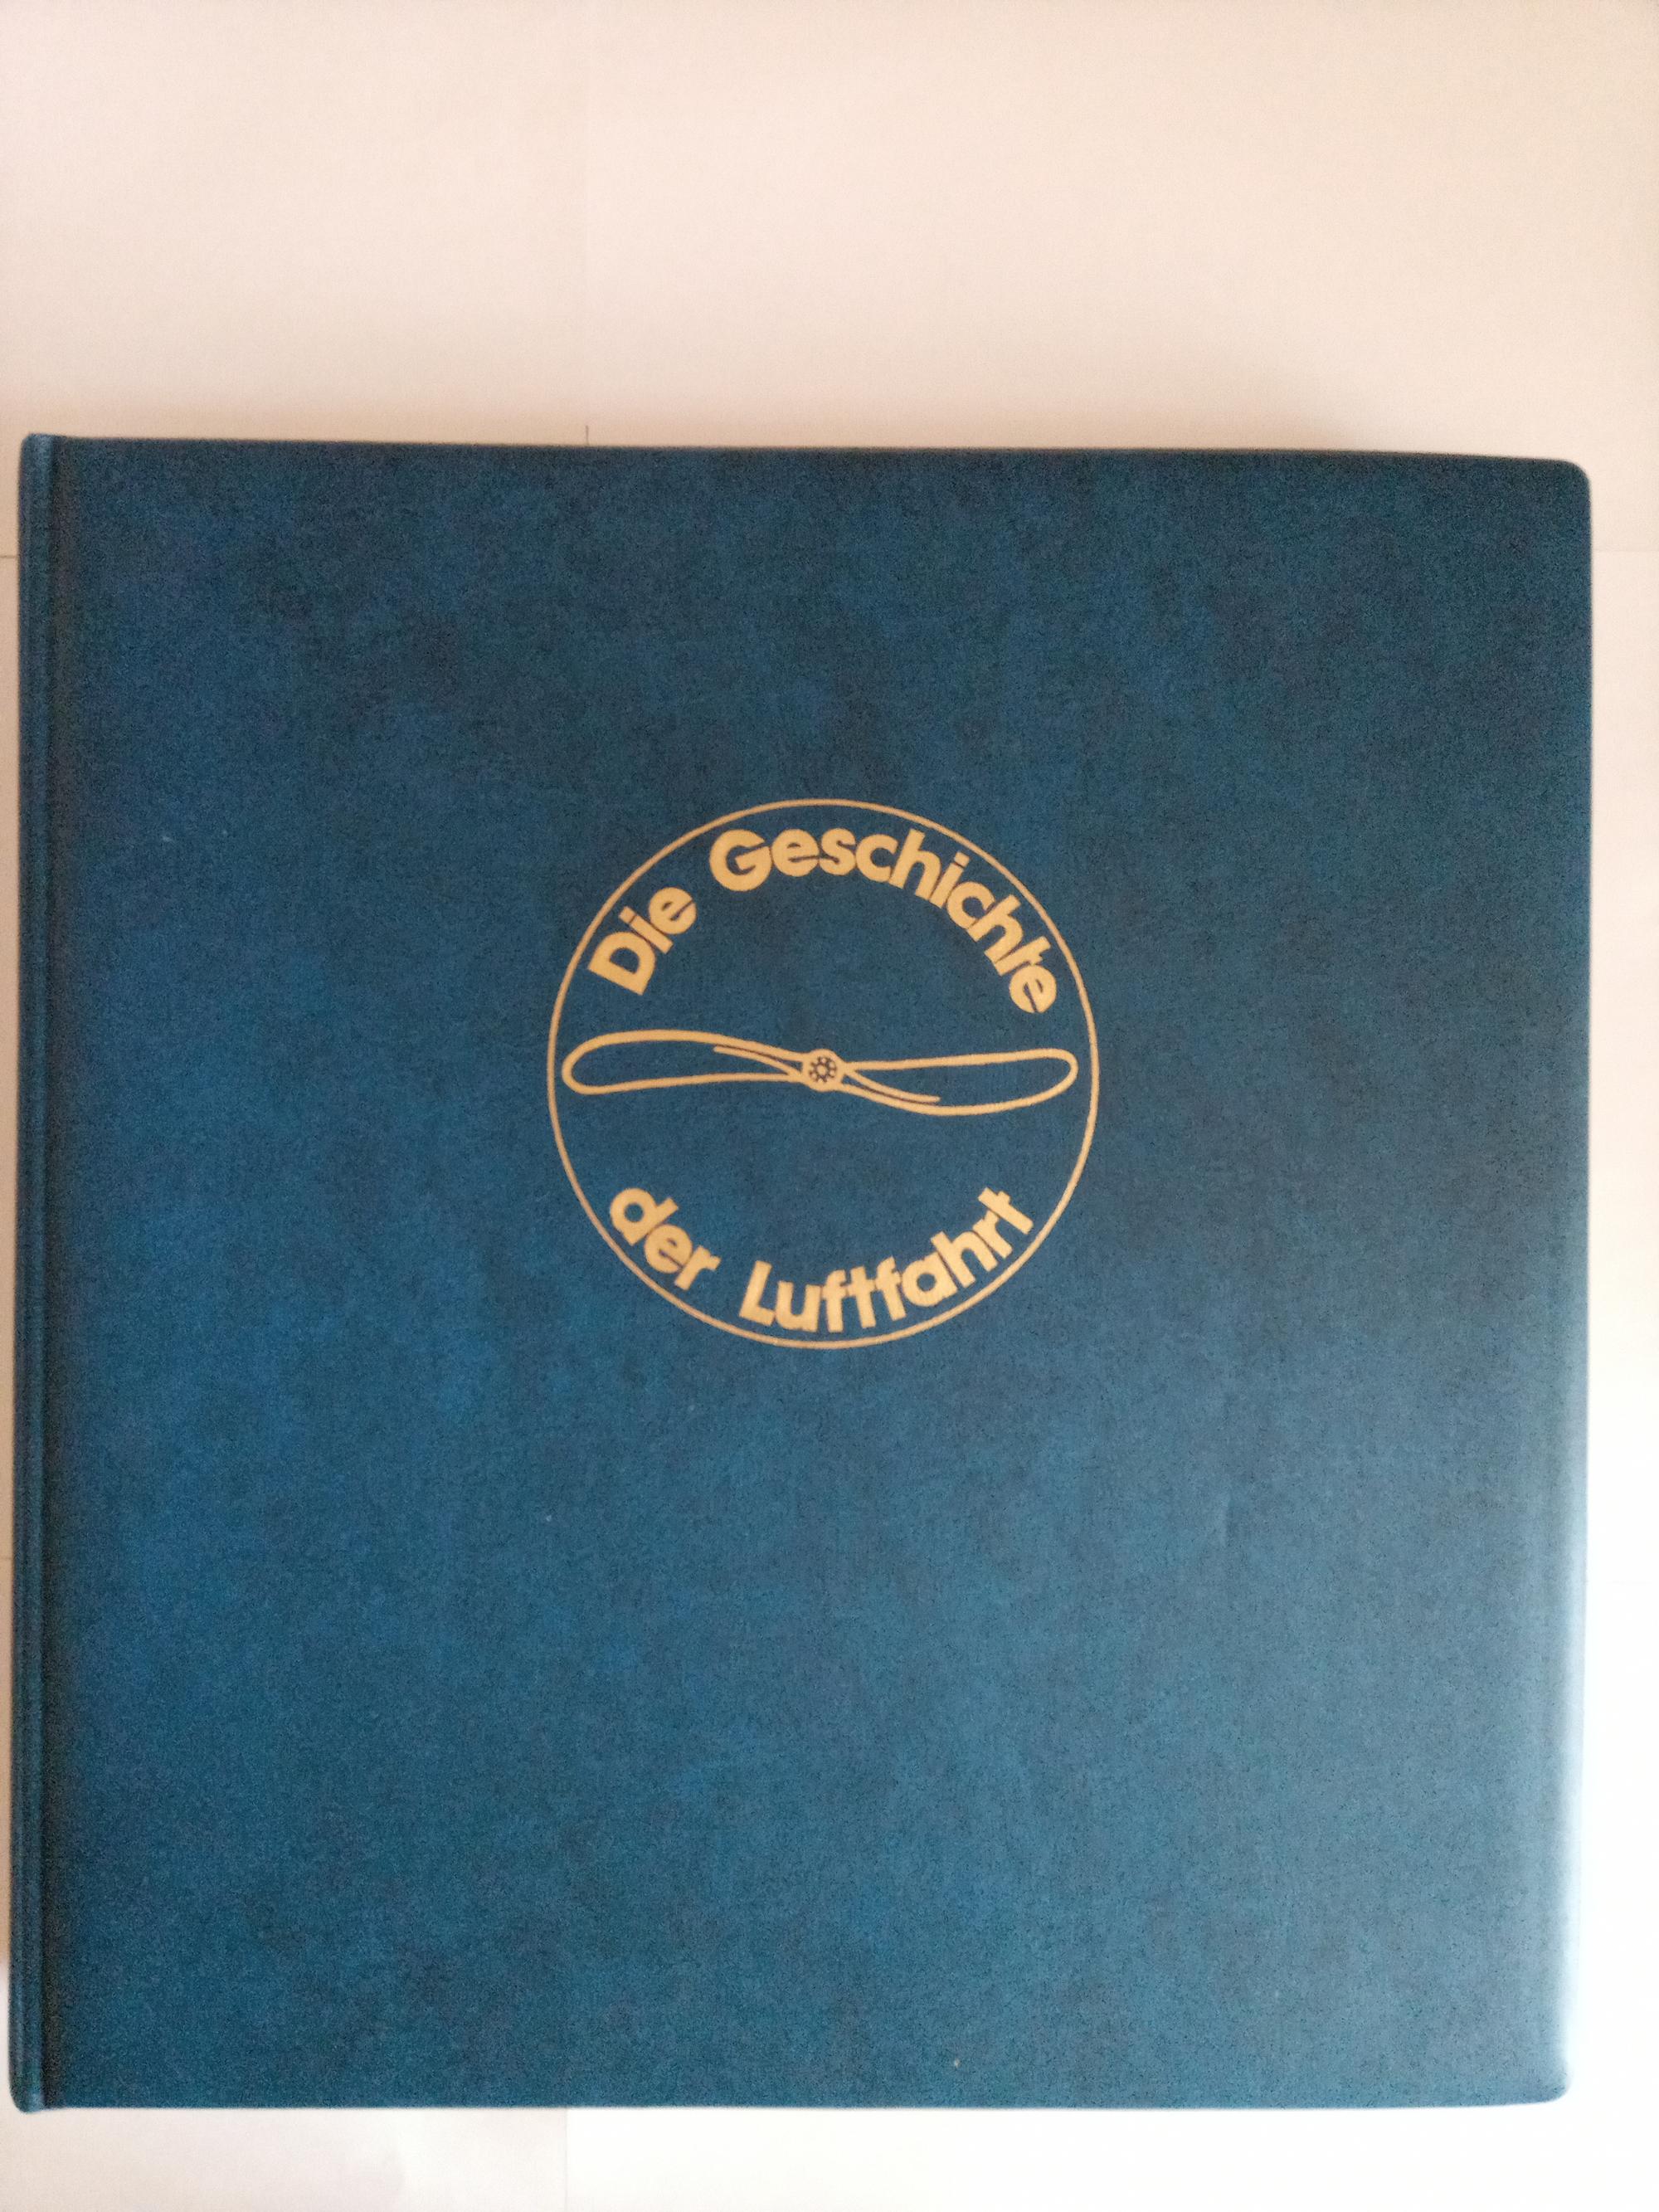 Die Geschichte
der Luftfahrt